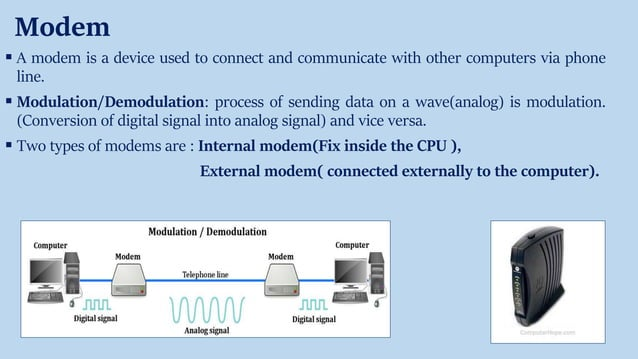 Modem
▪ A modem is a device used to connect and communicate with other computers via phone
line.
▪ Modulation/Demodulation: process of sending data on a wave(analog) is modulation.
(Conversion of digital signal into analog signal) and vice versa.
▪ Two types of modems are : Internal modem(Fix inside the CPU ),
External modem( connected externally to the computer).
Modulation / Demodulation
Computer
Computer
Modem
Modem
Telephone line
Digital signal
Digital signal
Analog signal
ComputerHope.com